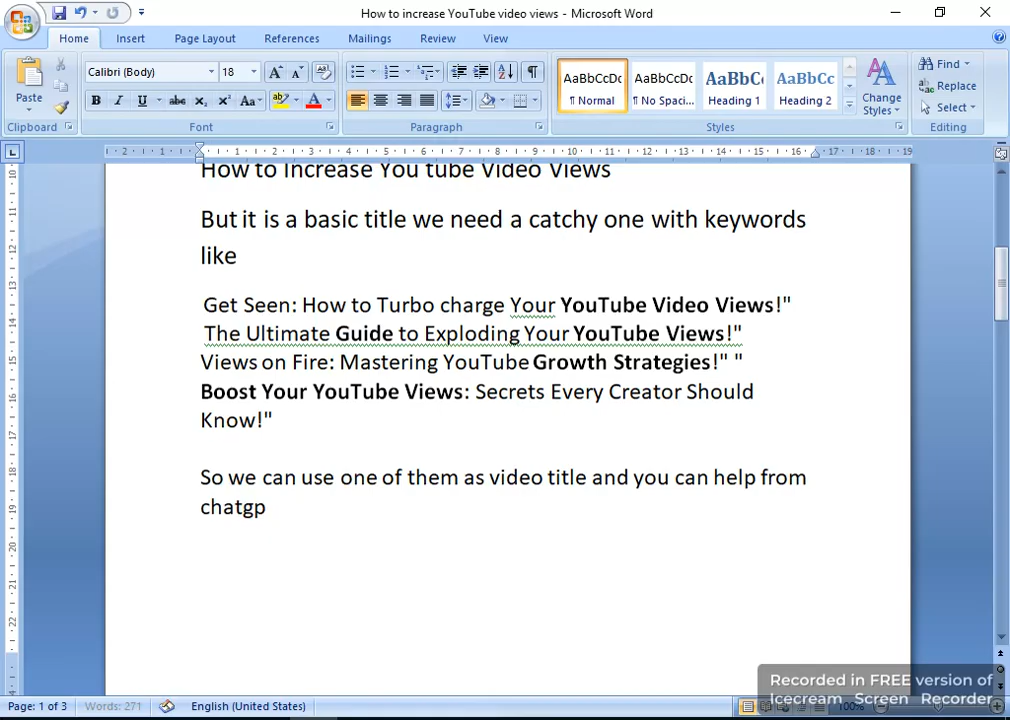 How to increase YouTube video views - Microsoft Word
Home Insert Page Layout References Mailings Review View
Calibri (Body) 18
AaBbCcDc AaBbCcDc AaBbC AaBbCc
Paste ¶ Normal ¶ No Spaci... Heading 1 Heading 2 Change Styles Find Replace Select
Clipboard Font Paragraph Styles Editing
How to Increase You tube Video Views
But it is a basic title we need a catchy one with keywords
like
Get Seen: How to Turbo charge Your YouTube Video Views!"
The Ultimate Guide to Exploding Your YouTube Views!"
Views on Fire: Mastering YouTube Growth Strategies!" "
Boost Your YouTube Views: Secrets Every Creator Should
Know!"
So we can use one of them as video title and you can help from
chatgp
Recorded in FREE version of
Icecream Screen Recorder
Page: 1 of 3 Words: 271 English (United States) 100%